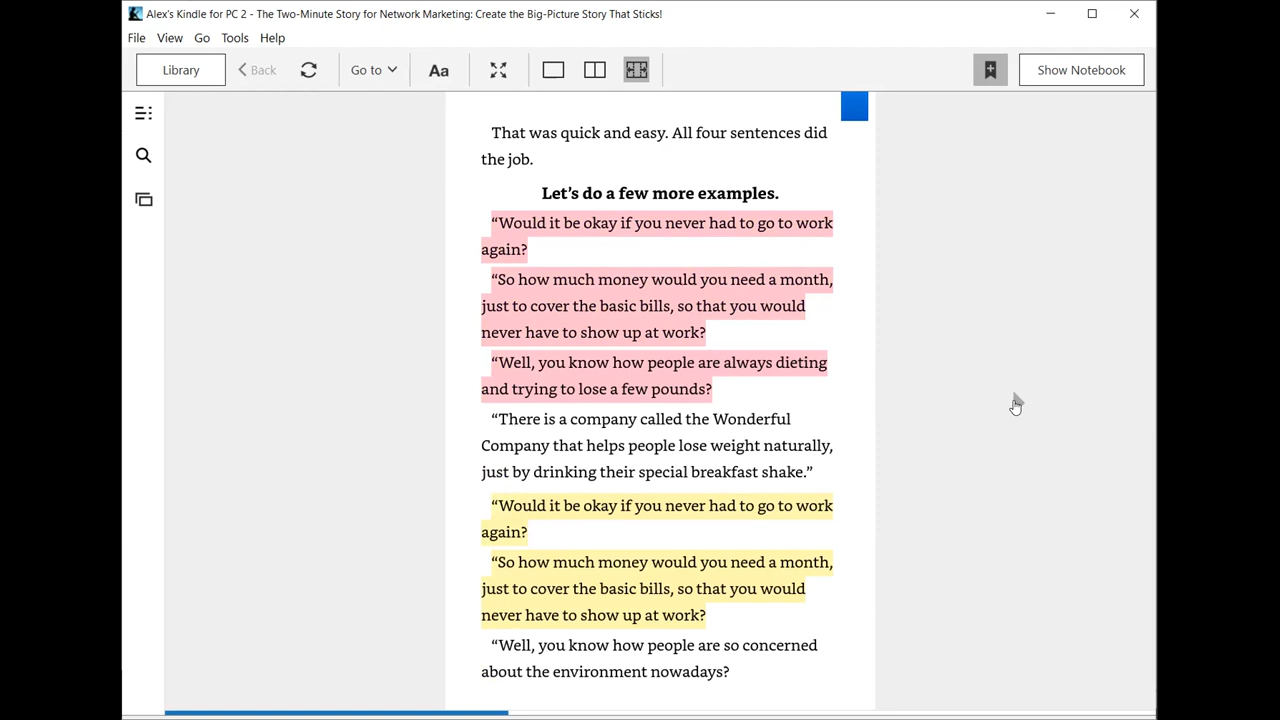 Alex's Kindle for PC 2 - The Two-Minute Story for Network Marketing: Create the Big-Picture Story That Sticks!
File View Go Tools Help
Library Back Go to Aa Show Notebook
That was quick and easy. All four sentences did
the job.
Let’s do a few more examples.
“Would it be okay if you never had to go to work
again?
“So how much money would you need a month,
just to cover the basic bills, so that you would
never have to show up at work?
“Well, you know how people are always dieting
and trying to lose a few pounds?
“There is a company called the Wonderful
Company that helps people lose weight naturally,
just by drinking their special breakfast shake.”
“Would it be okay if you never had to go to work
again?
“So how much money would you need a month,
just to cover the basic bills, so that you would
never have to show up at work?
“Well, you know how people are so concerned
about the environment nowadays?